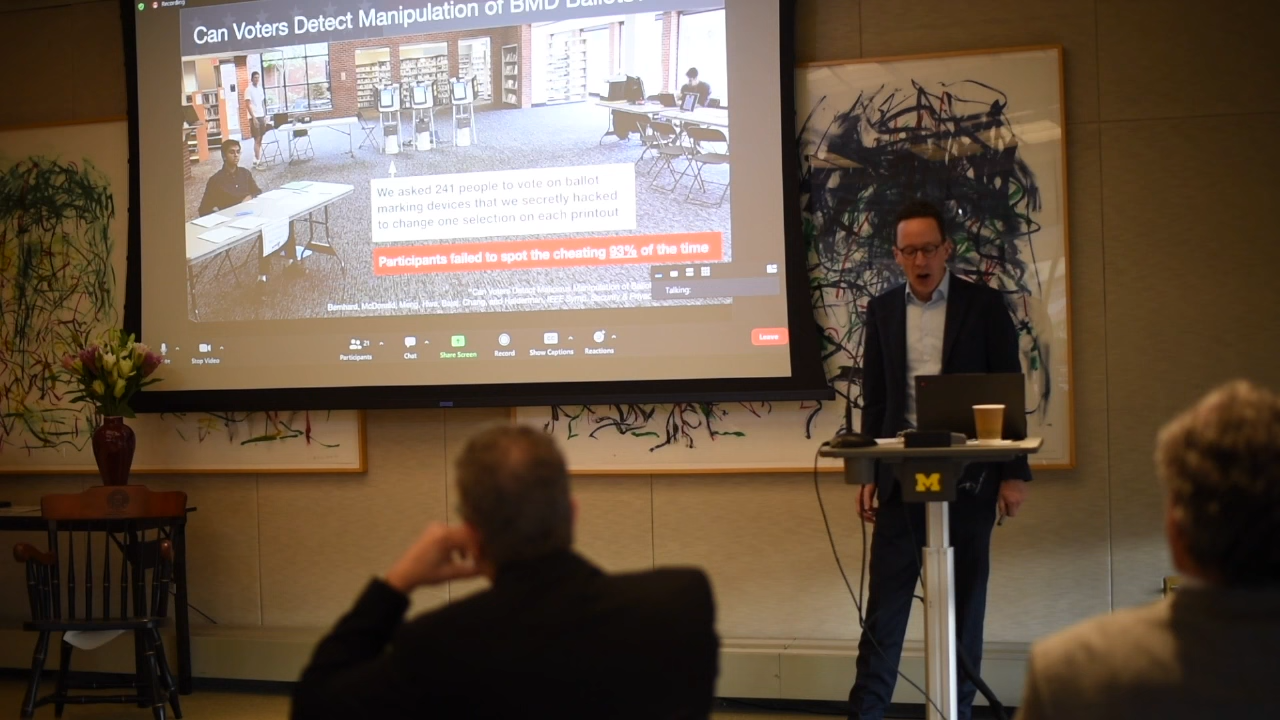 Recording
Can Voters Detect Manipulation of BMD Ballots?
We asked 241 people to vote on ballot
marking devices that we secretly hacked
to change one selection on each printout
Participants failed to spot the cheating 93% of the time
Talking:
Stop Video
21
Participants
Chat
Share Screen
Record
Show Captions
Reactions
Leave
M